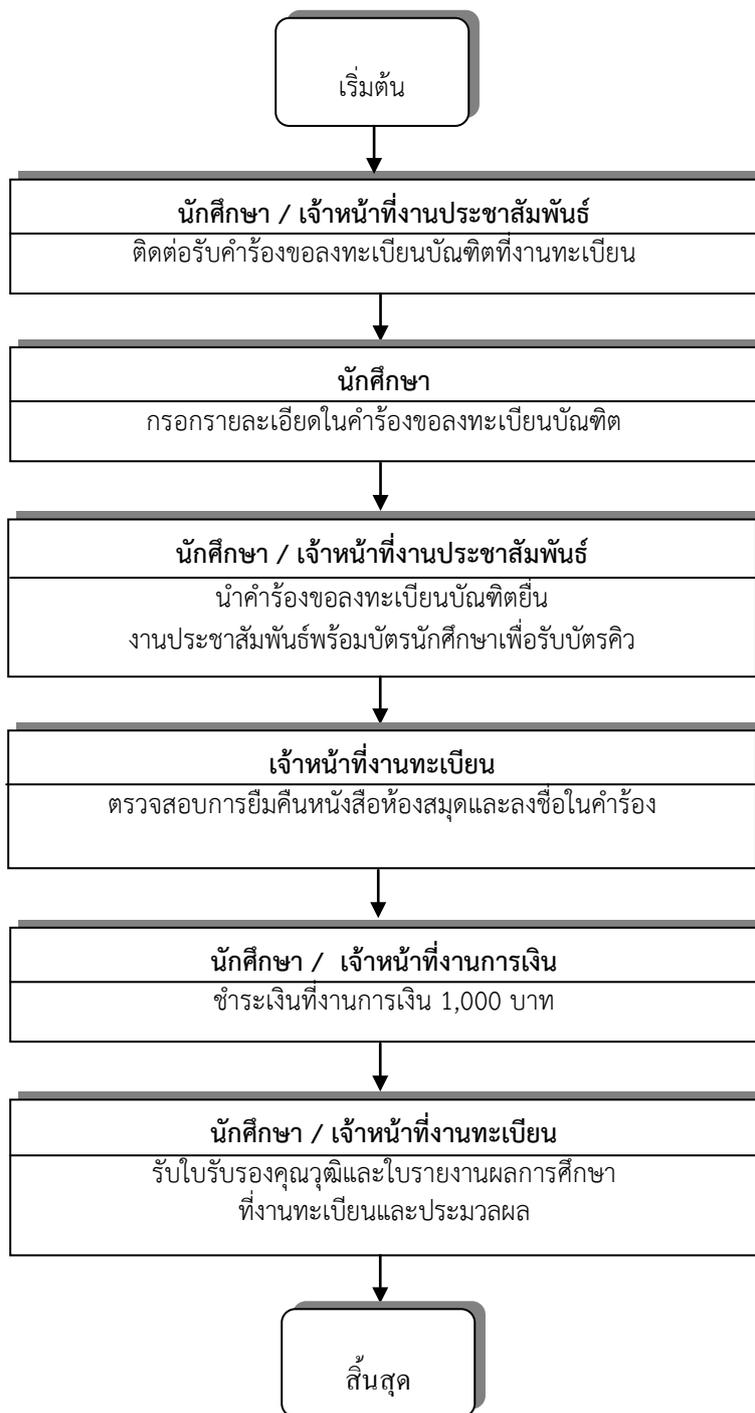 เริ่มต้น
นักศึกษา / เจ้าหน้าที่งานประชาสัมพันธ์
ติดต่อรับคำร้องขอลงทะเบียนบัณฑิตที่งานทะเบียน
นักศึกษา
กรอกรายละเอียดในคำร้องขอลงทะเบียนบัณฑิต
นักศึกษา / เจ้าหน้าที่งานประชาสัมพันธ์
นำคำร้องขอลงทะเบียนบัณฑิตยื่น
งานประชาสัมพันธ์พร้อมบัตรนักศึกษาเพื่อรับบัตรคิว
เจ้าหน้าที่งานทะเบียน
ตรวจสอบการยืมคืนหนังสือห้องสมุดและลงชื่อในคำร้อง
นักศึกษา / เจ้าหน้าที่งานการเงิน
ชำระเงินที่งานการเงิน 1,000 บาท
นักศึกษา / เจ้าหน้าที่งานทะเบียน
รับใบรับรองคุณวุฒิและใบรายงานผลการศึกษา
ที่งานทะเบียนและประมวลผล
สิ้นสุด